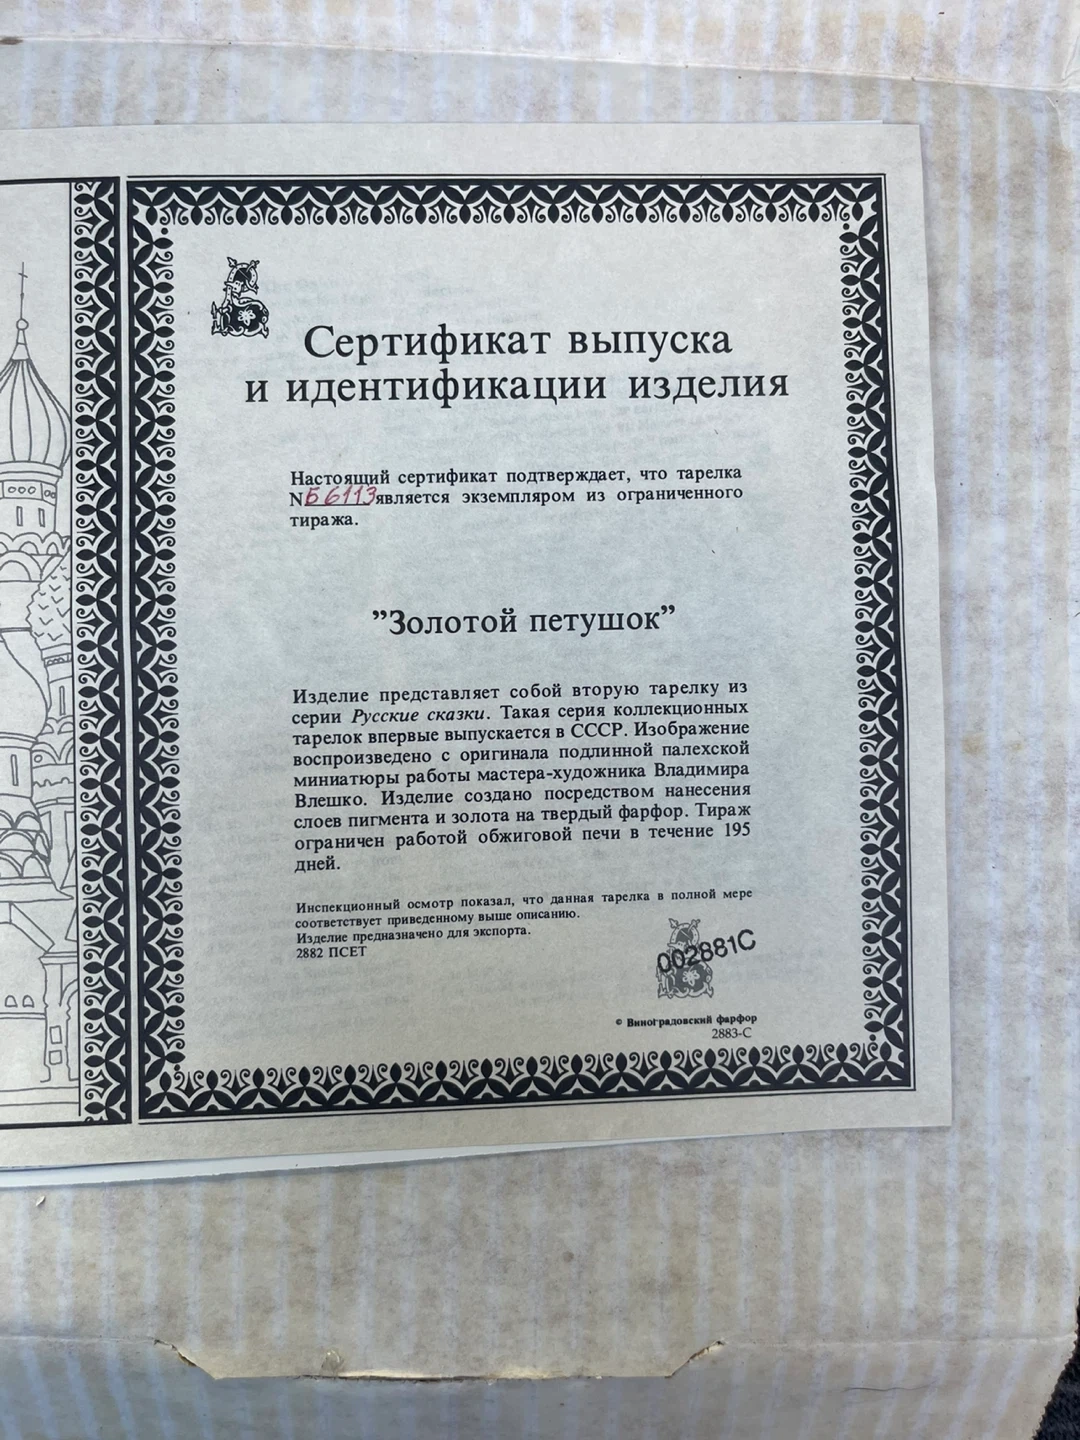 Сертификат выпуска
и идентификации изделия
Настоящий сертификат подтверждает, что тарелка
N Б 6113 является экземпляром из ограниченного
тиража.
”Золотой петушок”
Изделие представляет собой вторую тарелку из
серии Русские сказки. Такая серия коллекционных
тарелок впервые выпускается в СССР. Изображение
воспроизведено с оригинала подлинной палехской
миниатюры работы мастера-художника Владимира
Влешко. Изделие создано посредством нанесения
слоев пигмента и золота на твердый фарфор. Тираж
ограничен работой обжиговой печи в течение 195
дней.
Инспекционный осмотр показал, что данная тарелка в полной мере
соответствует приведенному выше описанию.
Изделие предназначено для экспорта.
2882 ПСЕТ
002881C
© Виноградовский фарфор
2883-С